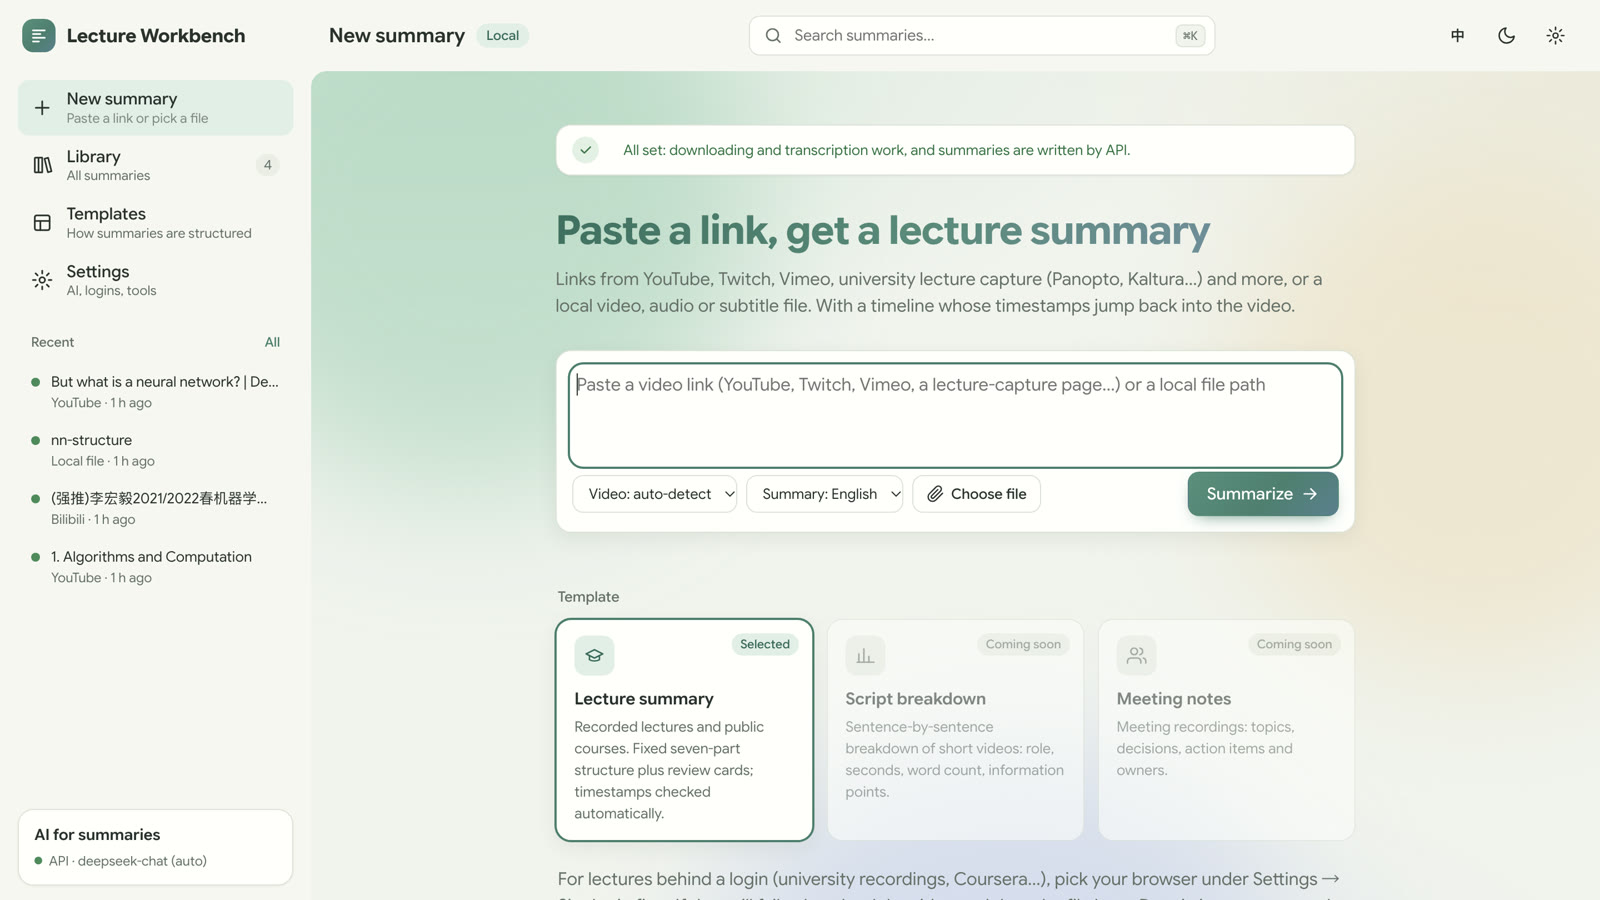 Lecture Workbench
New summary
Local
Search summaries...
⌘K
中
New summary
Paste a link or pick a file
Library
All summaries
4
Templates
How summaries are structured
Settings
AI, logins, tools
Recent
All
But what is a neural network? | De...
YouTube · 1 h ago
nn-structure
Local file · 1 h ago
(强推)李宏毅2021/2022春机器学...
Bilibili · 1 h ago
1. Algorithms and Computation
YouTube · 1 h ago
AI for summaries
API · deepseek-chat (auto)
All set: downloading and transcription work, and summaries are written by API.
Paste a link, get a lecture summary
Links from YouTube, Twitch, Vimeo, university lecture capture (Panopto, Kaltura...) and more, or a
local video, audio or subtitle file. With a timeline whose timestamps jump back into the video.
Paste a video link (YouTube, Twitch, Vimeo, a lecture-capture page...) or a local file path
Video: auto-detect
Summary: English
Choose file
Summarize →
Template
Selected
Lecture summary
Recorded lectures and public
courses. Fixed seven-part
structure plus review cards;
timestamps checked
automatically.
Coming soon
Script breakdown
Sentence-by-sentence
breakdown of short videos: role,
seconds, word count, information
points.
Coming soon
Meeting notes
Meeting recordings: topics,
decisions, action items and
owners.
For lectures behind a login (university recordings, Coursera...), pick your browser under Settings →